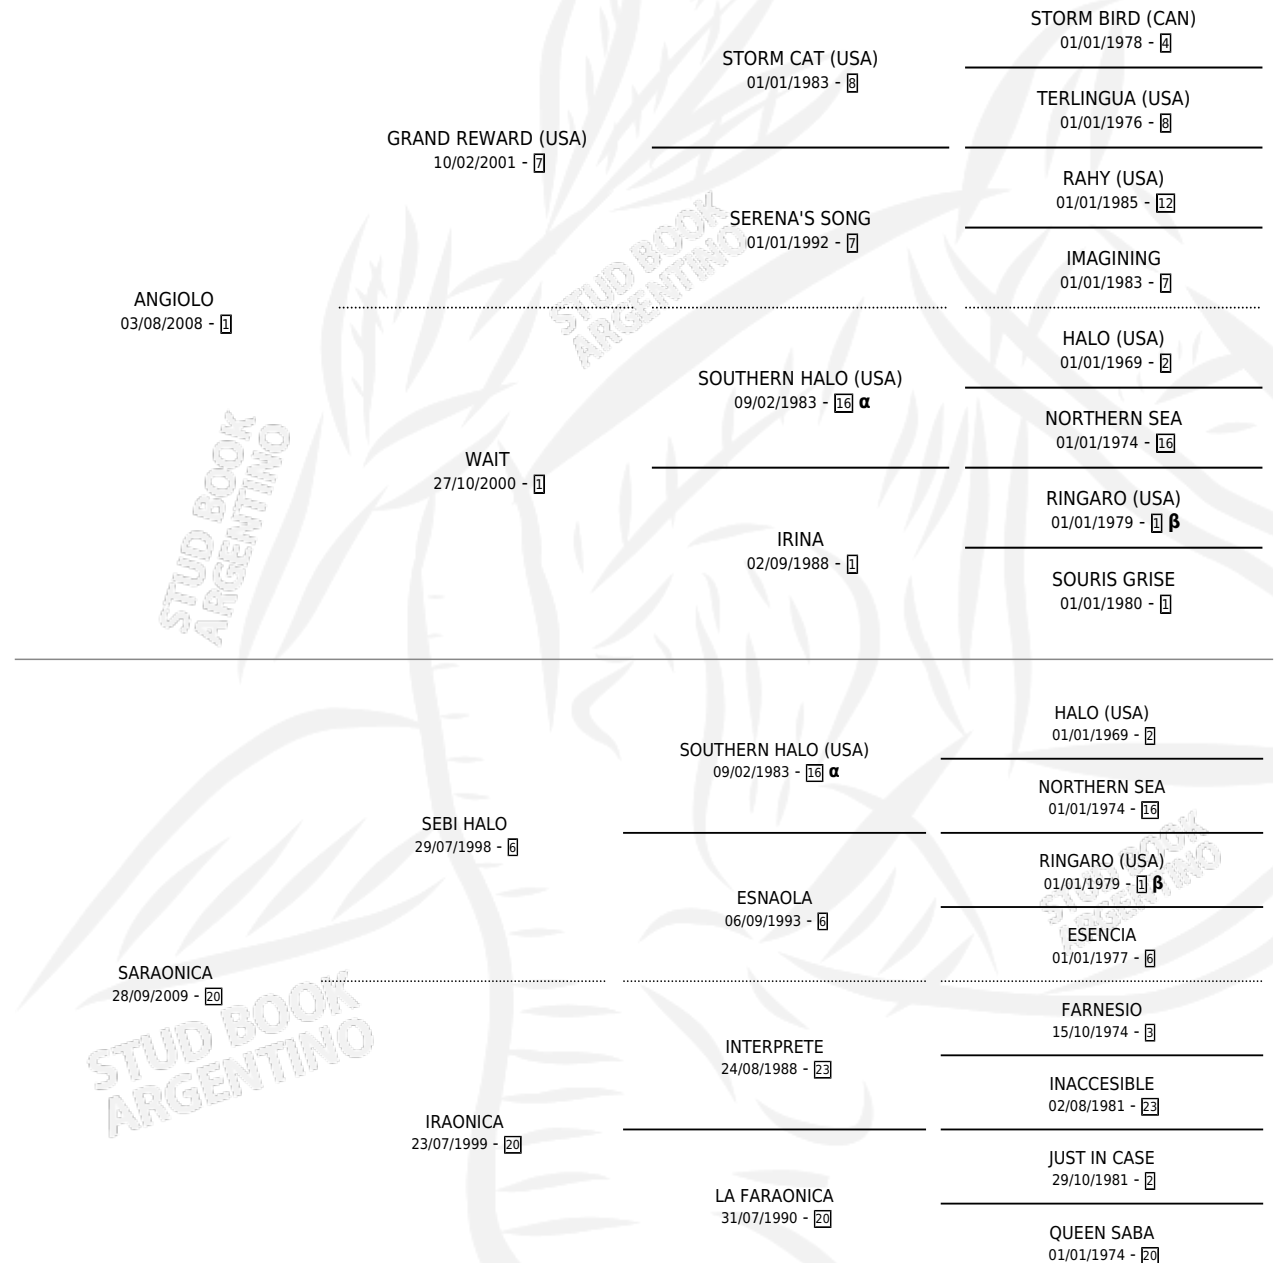 STORM BIRD (CAN)
01/01/1978 - 4
STORM CAT (USA)
01/01/1983 - 8
TERLINGUA (USA)
01/01/1976 - 8
GRAND REWARD (USA)
10/02/2001 - 7
RAHY (USA)
01/01/1985 - 12
SERENA'S SONG
01/01/1992 - 7
IMAGINING
01/01/1983 - 7
STUD BOOK
ARGENTINO
ANGIOLO
03/08/2008 - 1
HALO (USA)
01/01/1969 - 2
SOUTHERN HALO (USA)
09/02/1983 - 16 α
NORTHERN SEA
01/01/1974 - 16
WAIT
27/10/2000 - 1
RINGARO (USA)
01/01/1979 - 1 β
IRINA
02/09/1988 - 1
SOURIS GRISE
01/01/1980 - 1
STUD BOOK
ARGENTINO
HALO (USA)
01/01/1969 - 2
SOUTHERN HALO (USA)
09/02/1983 - 16 α
NORTHERN SEA
01/01/1974 - 16
SEBI HALO
29/07/1998 - 6
RINGARO (USA)
01/01/1979 - 1 β
ESNAOLA
06/09/1993 - 6
ESENCIA
01/01/1977 - 6
STUD BOOK
ARGENTINO
SARAONICA
28/09/2009 - 20
FARNESIO
15/10/1974 - 3
INTERPRETE
24/08/1988 - 23
INACCESIBLE
02/08/1981 - 23
IRAONICA
23/07/1999 - 20
JUST IN CASE
29/10/1981 - 2
LA FARAONICA
31/07/1990 - 20
QUEEN SABA
01/01/1974 - 20
STUD BOOK
ARGENTINO